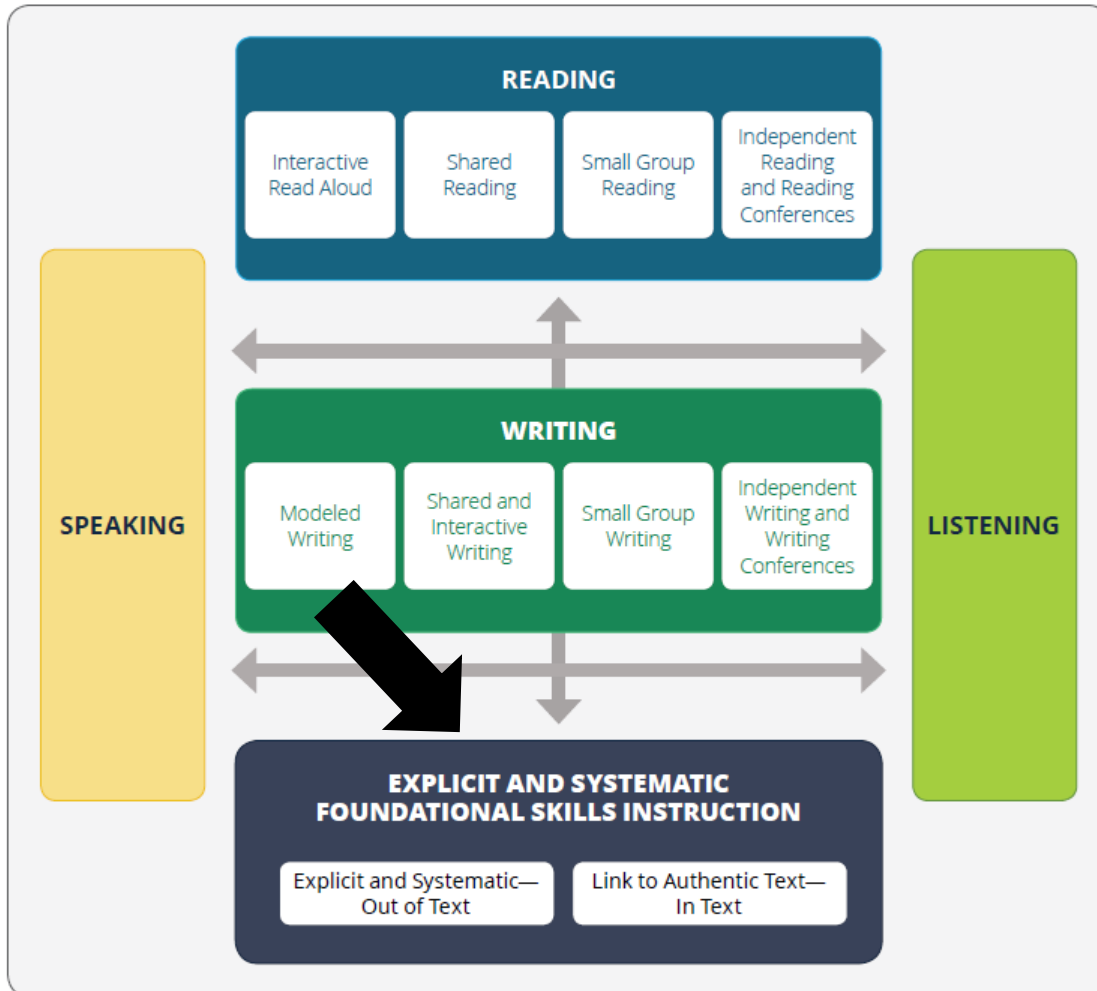 READING
Interactive
Read Aloud
Shared
Reading
Small Group
Reading
Independent
Reading
and Reading
Conferences
SPEAKING
WRITING
Modeled
Writing
Shared and
Interactive
Writing
Small Group
Writing
Independent
Writing and
Writing
Conferences
LISTENING
EXPLICIT AND SYSTEMATIC
FOUNDATIONAL SKILLS INSTRUCTION
Explicit and Systematic—
Out of Text
Link to Authentic Text—
In Text